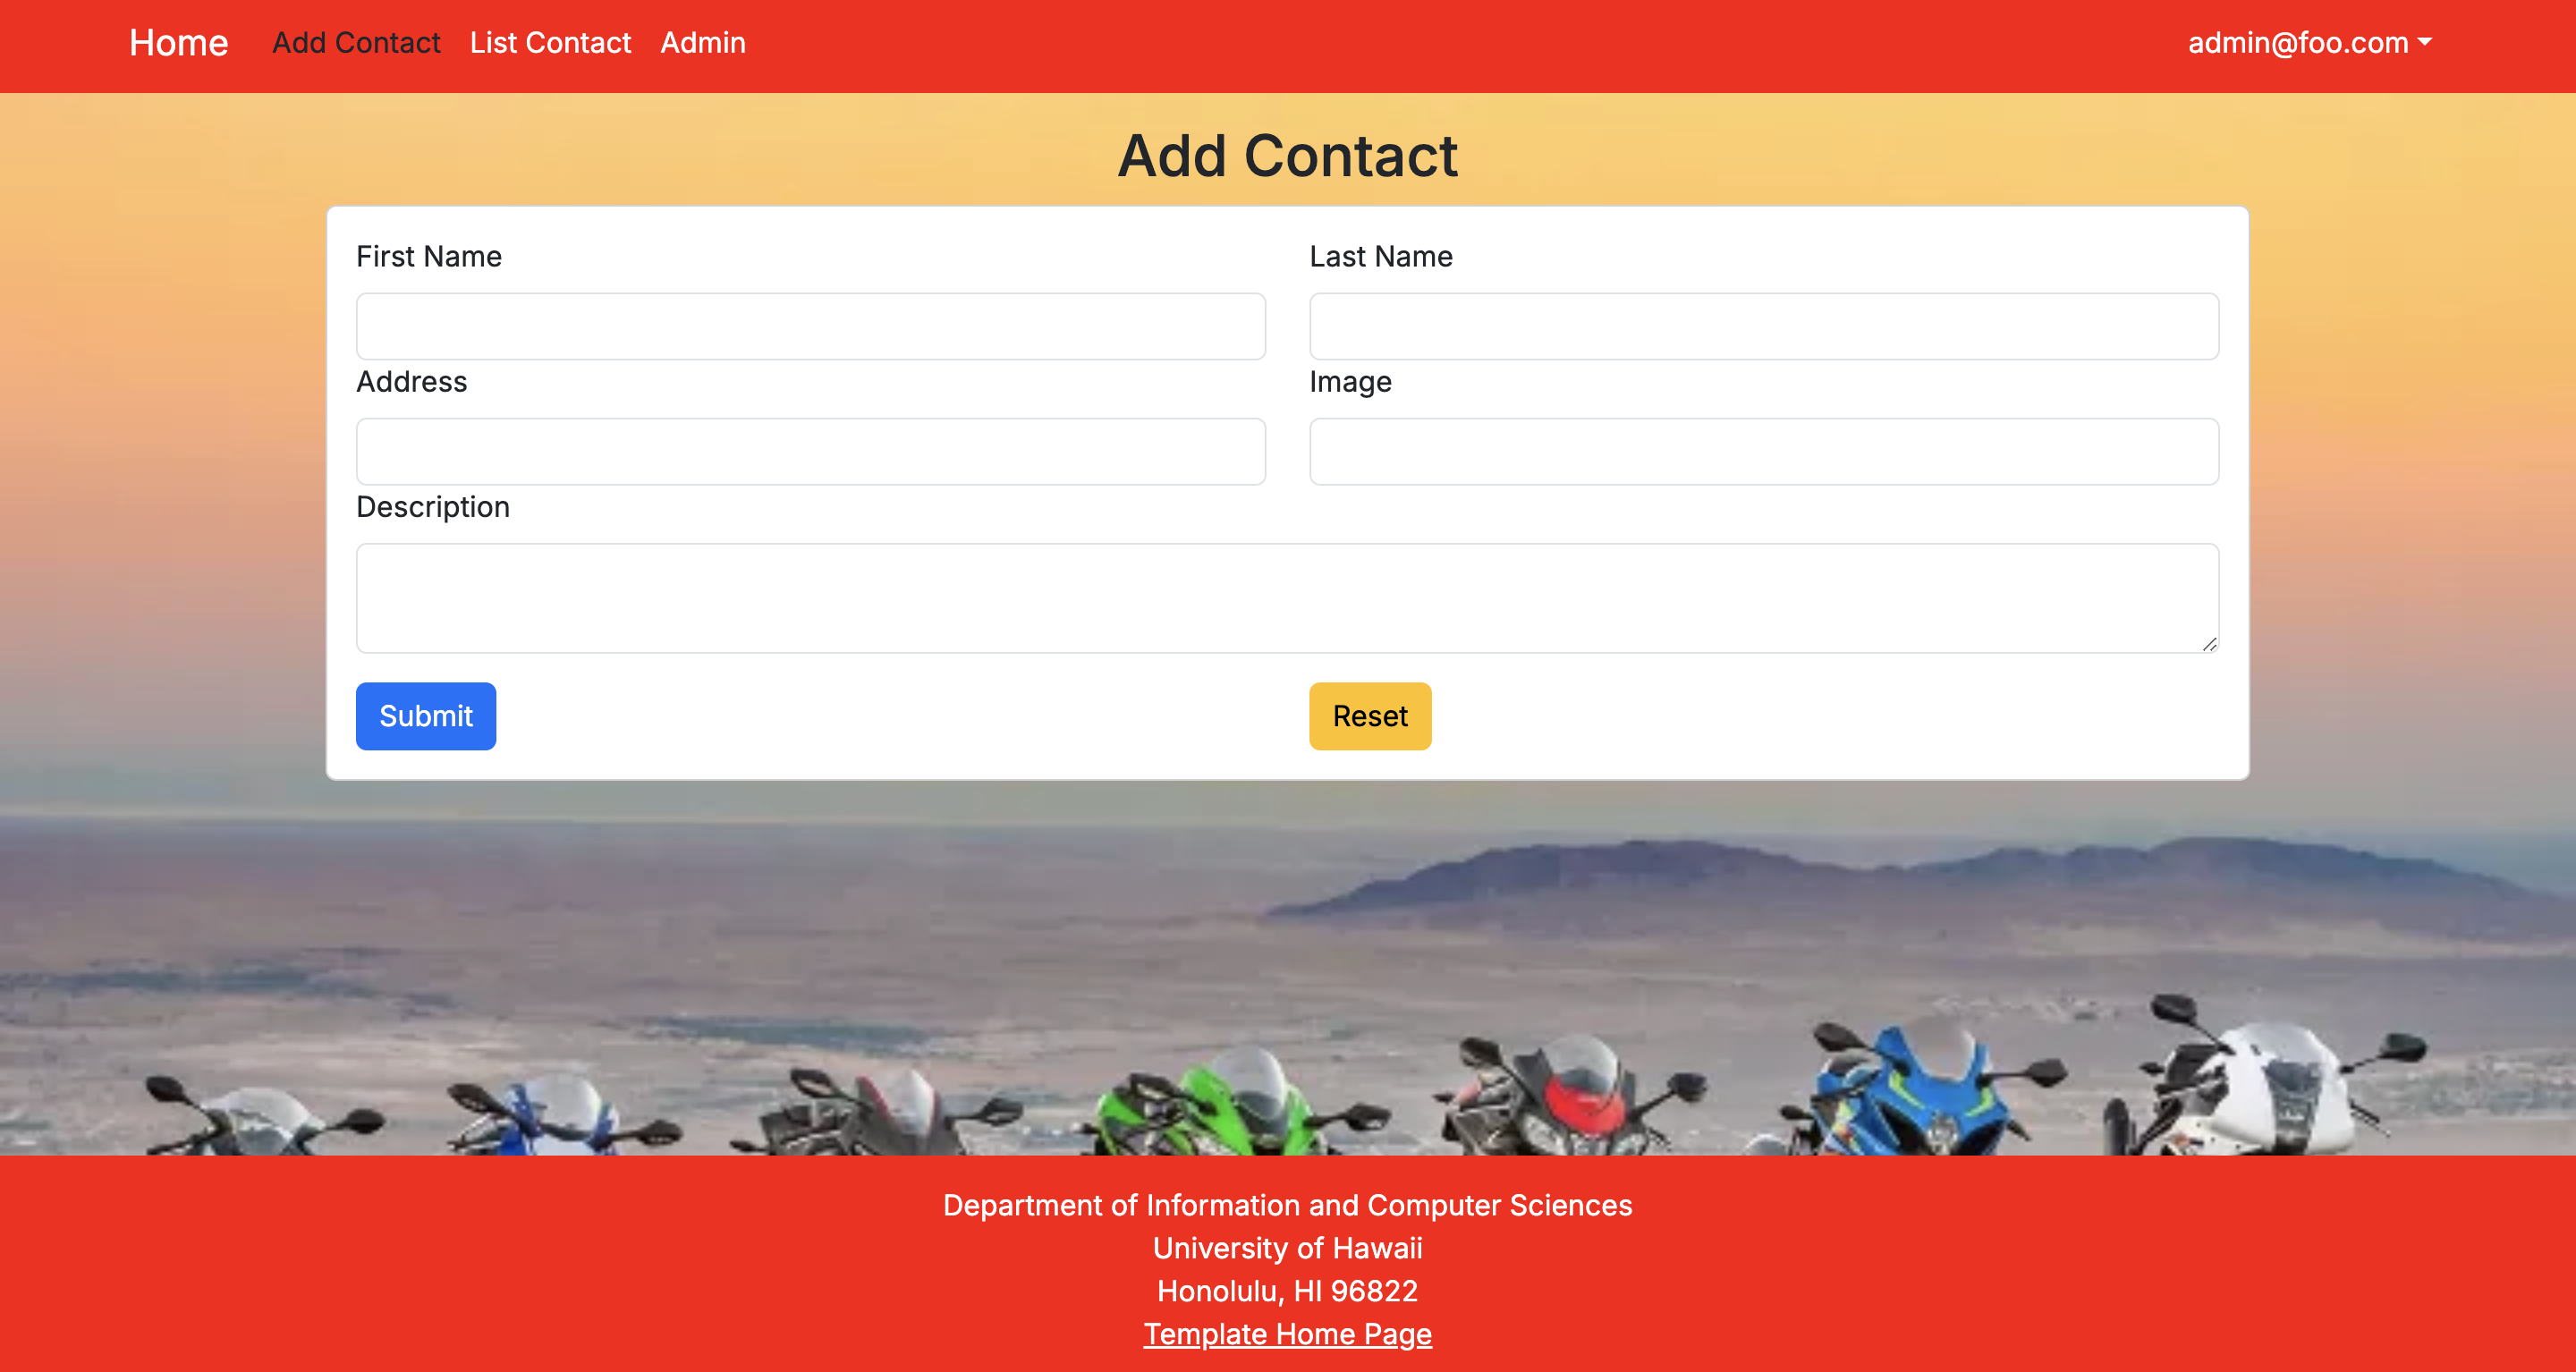 Home Add Contact List Contact Admin admin@foo.com
Add Contact
First Name Last Name
Address Image
Description
Submit Reset
Department of Information and Computer Sciences
University of Hawaii
Honolulu, HI 96822
Template Home Page